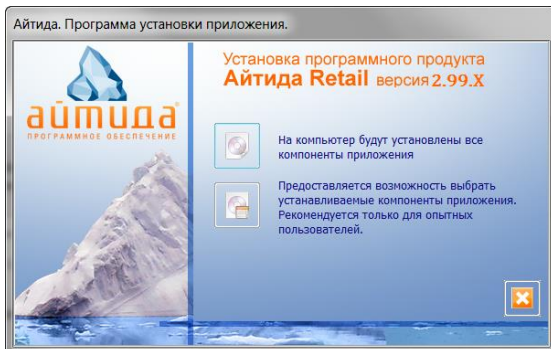 Айтида. Программа установки приложения.
айтида
ПРОГРАММНОЕ ОБЕСПЕЧЕНИЕ
Установка программного продукта
Айтида Retail версия 2.99.X
На компьютер будут установлены все
компоненты приложения
Предоставляется возможность выбрать
устанавливаемые компоненты приложения.
Рекомендуется только для опытных
пользователей.